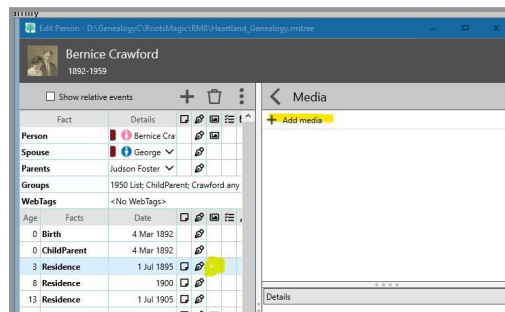 Edit Person - D:\GenealogyC\RootsMagic\RM8\Heartland_Genealogy.rmtree
Bernice Crawford
1892-1959
Show relative events
Media
Fact Details
Add media
Person Bernice Cra
Spouse George
Parents Judson Foster
Groups 1950 List; ChildParent; Crawford any
WebTags <No WebTags>
Age Facts Date
0 Birth 4 Mar 1892
0 ChildParent 4 Mar 1892
3 Residence 1 Jul 1895
8 Residence 1900
13 Residence 1 Jul 1905
Details